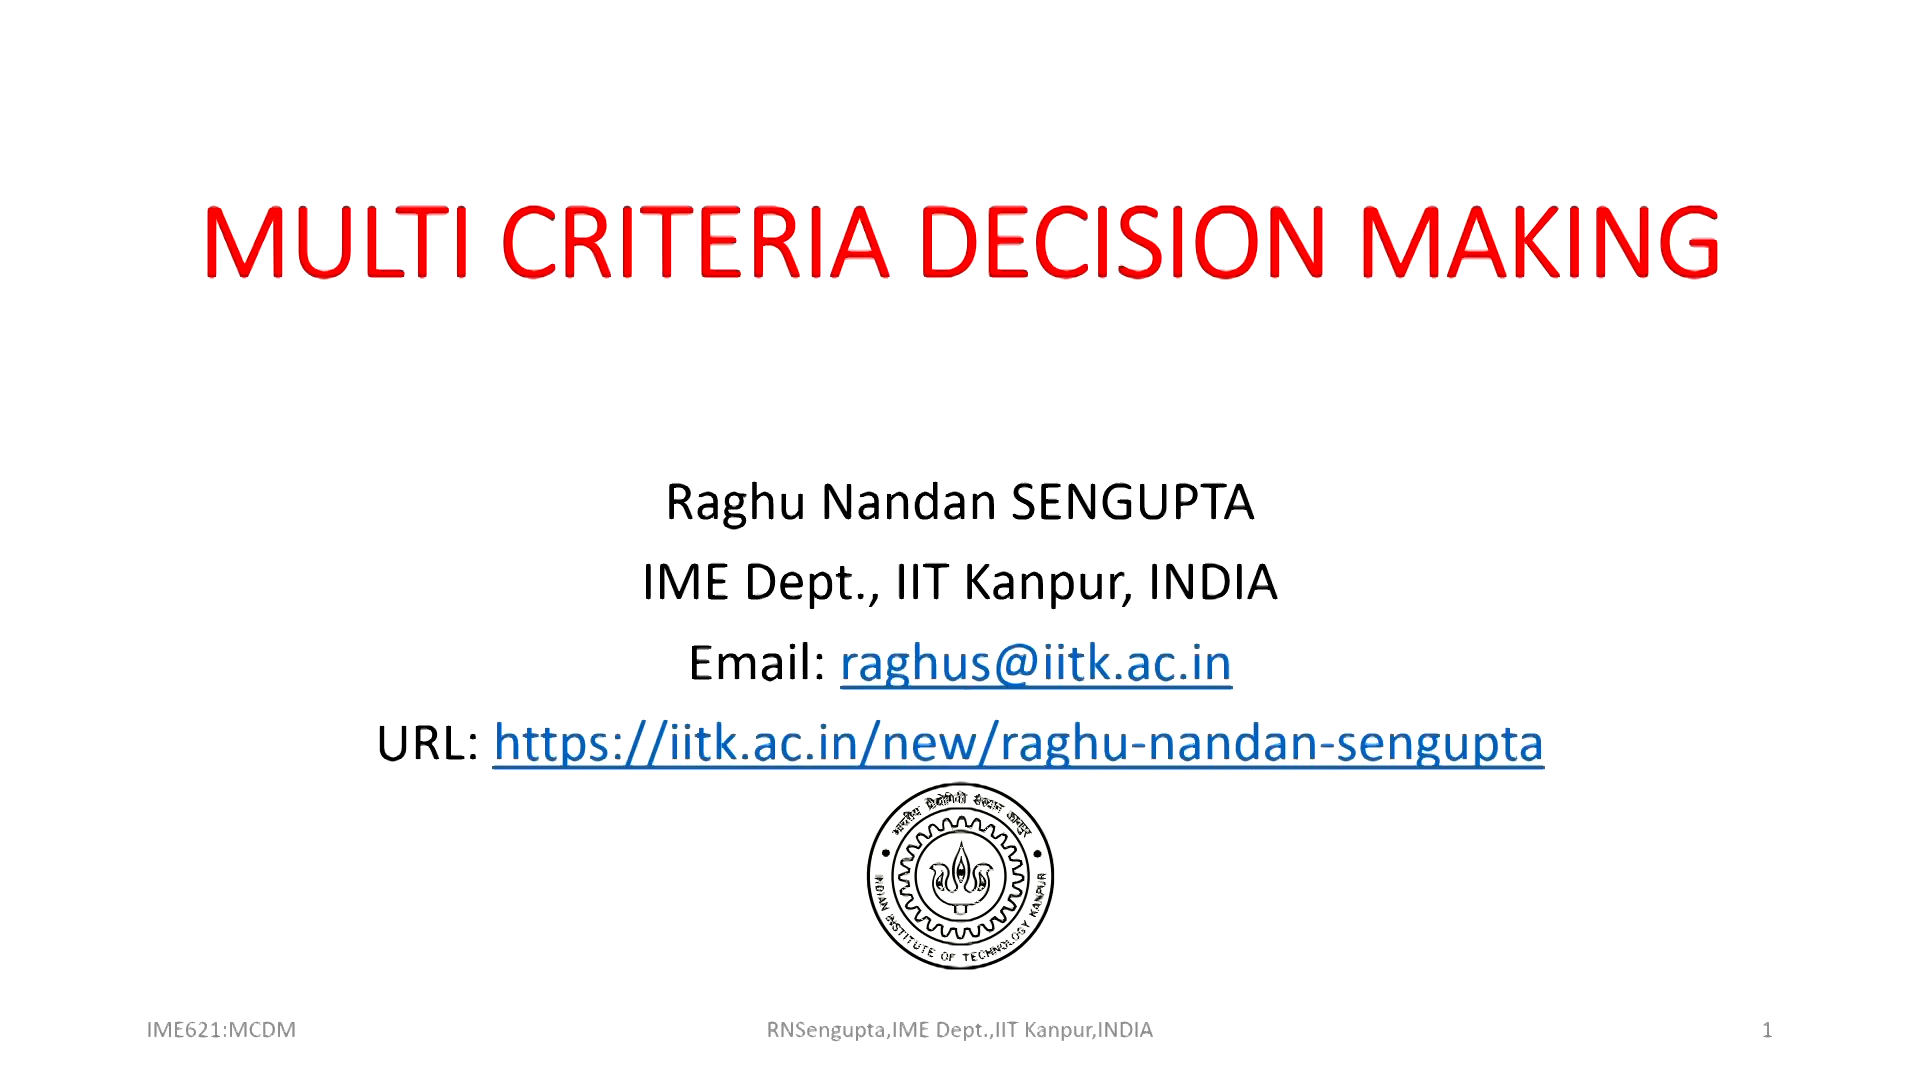 MULTI CRITERIA DECISION MAKING
Raghu Nandan SENGUPTA
IME Dept., IIT Kanpur, INDIA
Email: raghus@iitk.ac.in
URL: https://iitk.ac.in/new/raghu-nandan-sengupta
भारतीय प्रौद्योगिकी संस्थान कानपुर
INDIAN INSTITUTE OF TECHNOLOGY KANPUR
IME621:MCDM
RNSengupta,IME Dept.,IIT Kanpur,INDIA
1